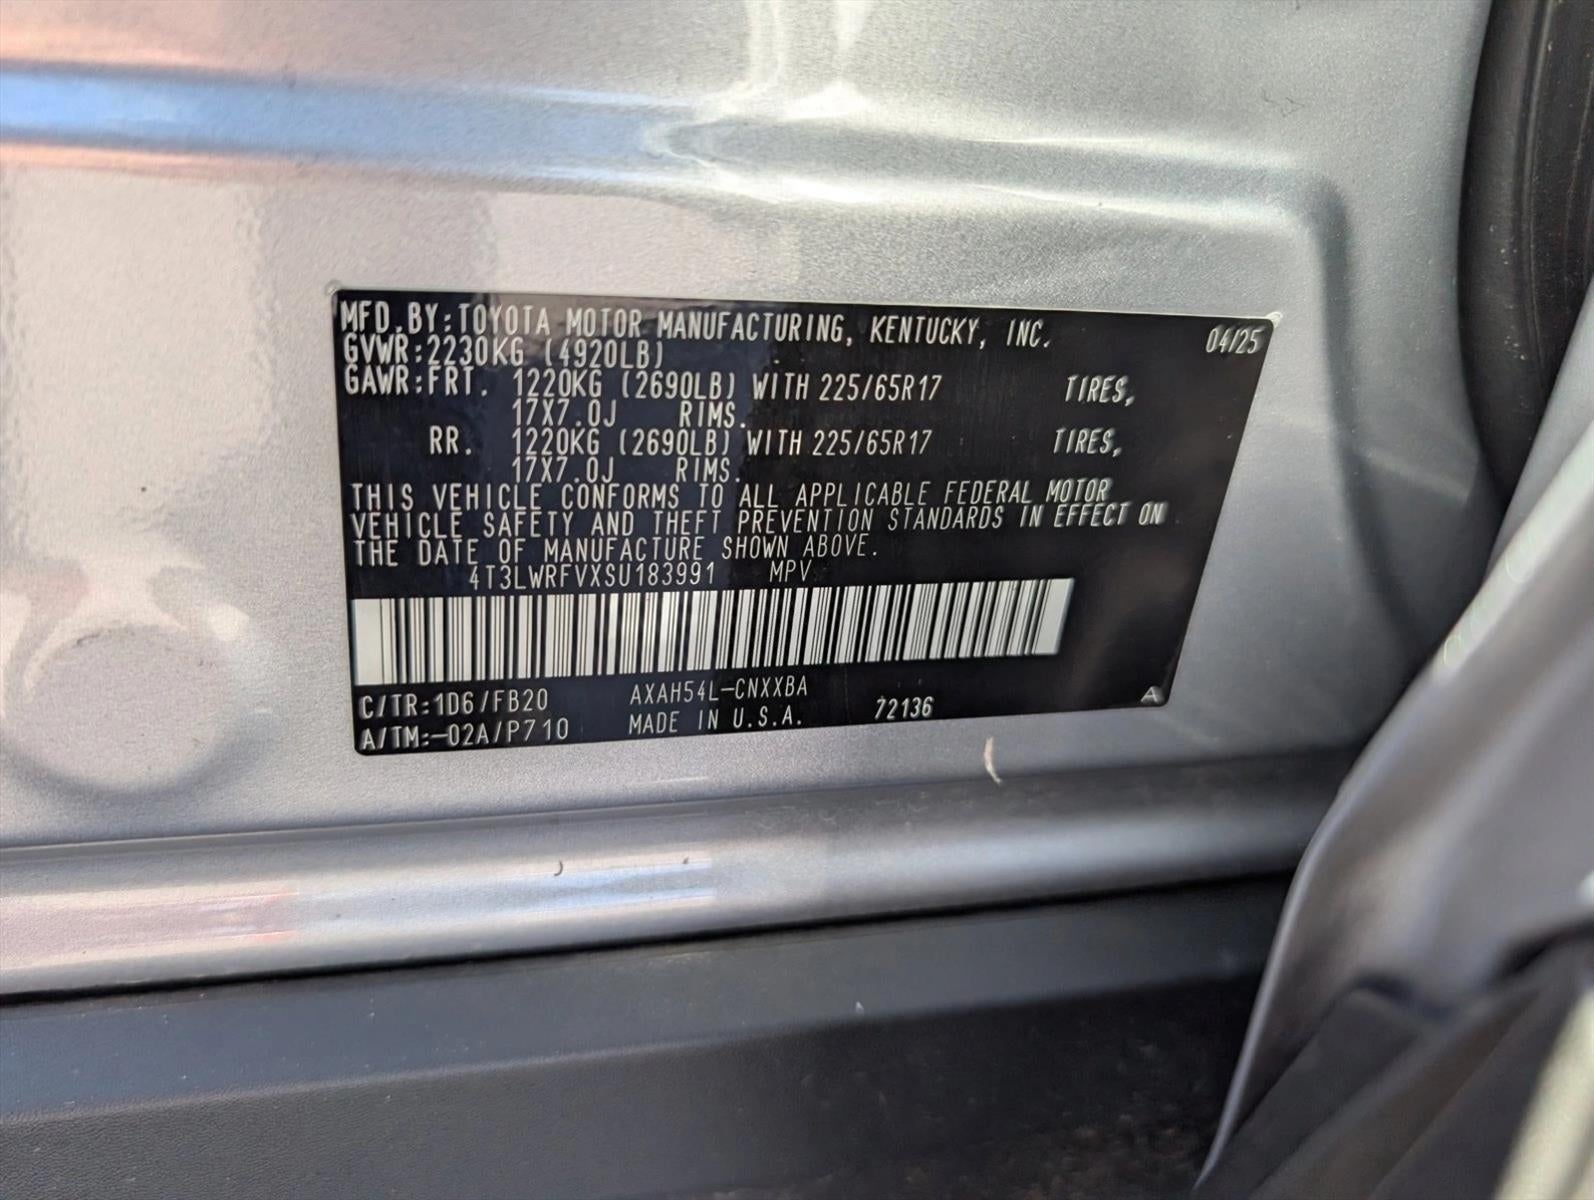 MFD.BY:TOYOTA MOTOR MANUFACTURING, KENTUCKY, INC. 04/25
GVWR:2230KG (4920LB)
GAWR:FRT. 1220KG (2690LB) WITH 225/65R17 TIRES,
17X7.0J RIMS.
RR. 1220KG (2690LB) WITH 225/65R17 TIRES,
17X7.0J RIMS.
THIS VEHICLE CONFORMS TO ALL APPLICABLE FEDERAL MOTOR
VEHICLE SAFETY AND THEFT PREVENTION STANDARDS IN EFFECT ON
THE DATE OF MANUFACTURE SHOWN ABOVE.
4T3LWRFVXSU183991 MPV
C/TR:1D6/FB20 AXAH54L-CNXXBA
A/TM:-02A/P710 MADE IN U.S.A. 72136 A